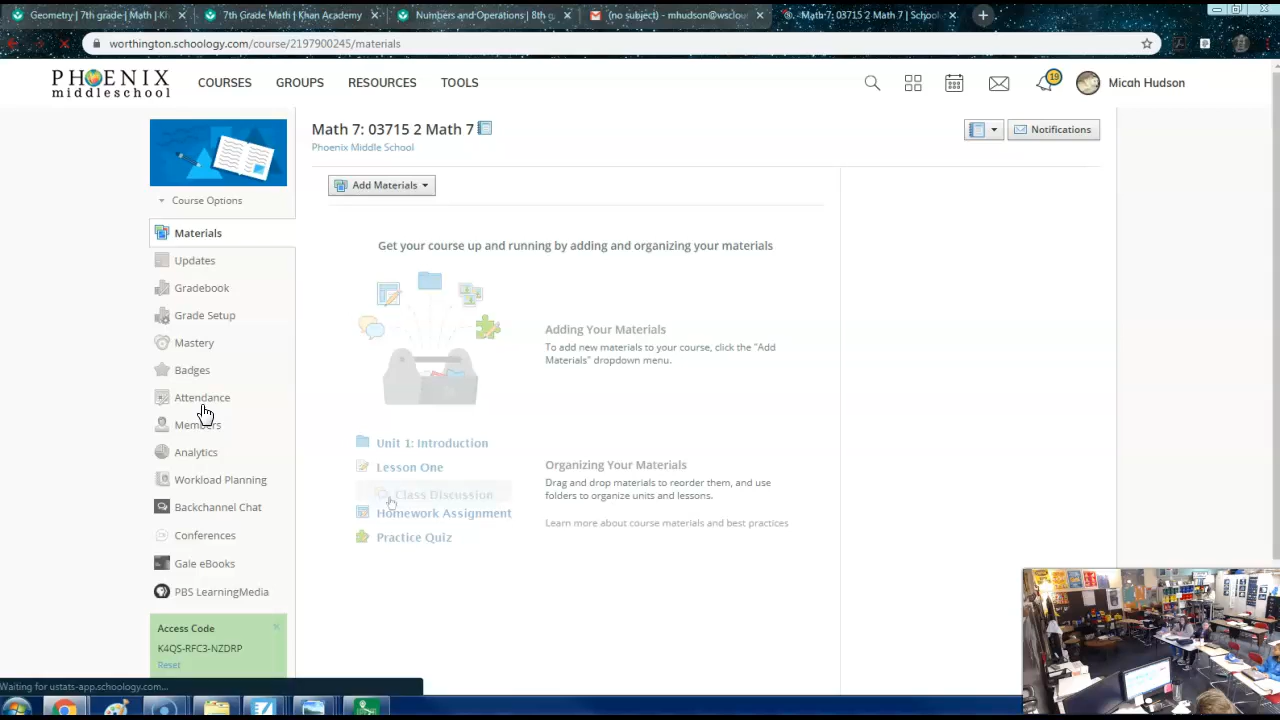 Geometry | 7th grade | Math | K
7th Grade Math | Khan Academy
Numbers and Operations | 8th g
(no subject) - mhudson@wsclou
Math 7: 03715 2 Math 7 | School
worthington.schoology.com/course/2197900245/materials
PHOENIX
middleschool
COURSES
GROUPS
RESOURCES
TOOLS
19
Micah Hudson
Math 7: 03715 2 Math 7
Notifications
Phoenix Middle School
Add Materials
Course Options
Materials
Updates
Gradebook
Grade Setup
Mastery
Badges
Attendance
Members
Analytics
Workload Planning
Backchannel Chat
Conferences
Gale eBooks
PBS LearningMedia
Access Code
K4QS-RFC3-NZDRP
Reset
Get your course up and running by adding and organizing your materials
Adding Your Materials
To add new materials to your course, click the "Add
Materials" dropdown menu.
Unit 1: Introduction
Lesson One
Class Discussion
Homework Assignment
Practice Quiz
Organizing Your Materials
Drag and drop materials to reorder them, and use
folders to organize units and lessons.
Learn more about course materials and best practices
Waiting for ustats-app.schoology.com...